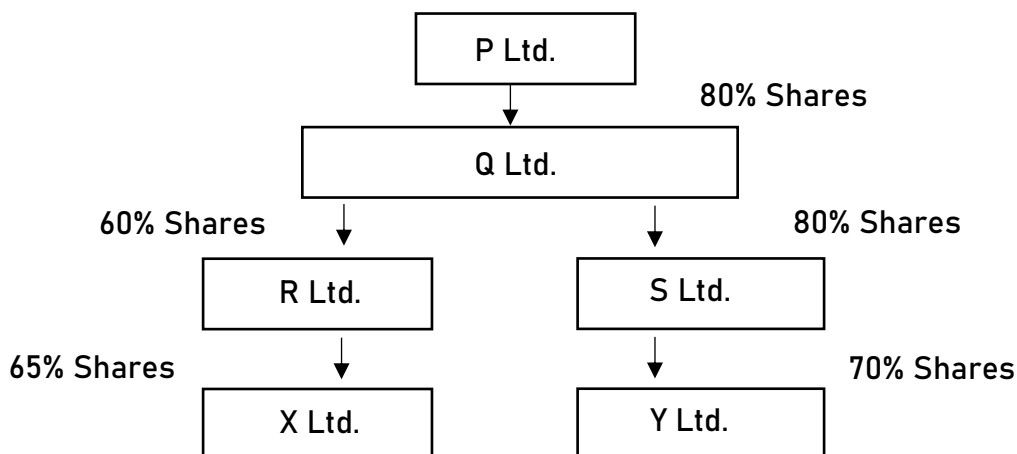 P Ltd.
80% Shares
Q Ltd.
60% Shares
80% Shares
R Ltd.
S Ltd.
65% Shares
70% Shares
X Ltd.
Y Ltd.